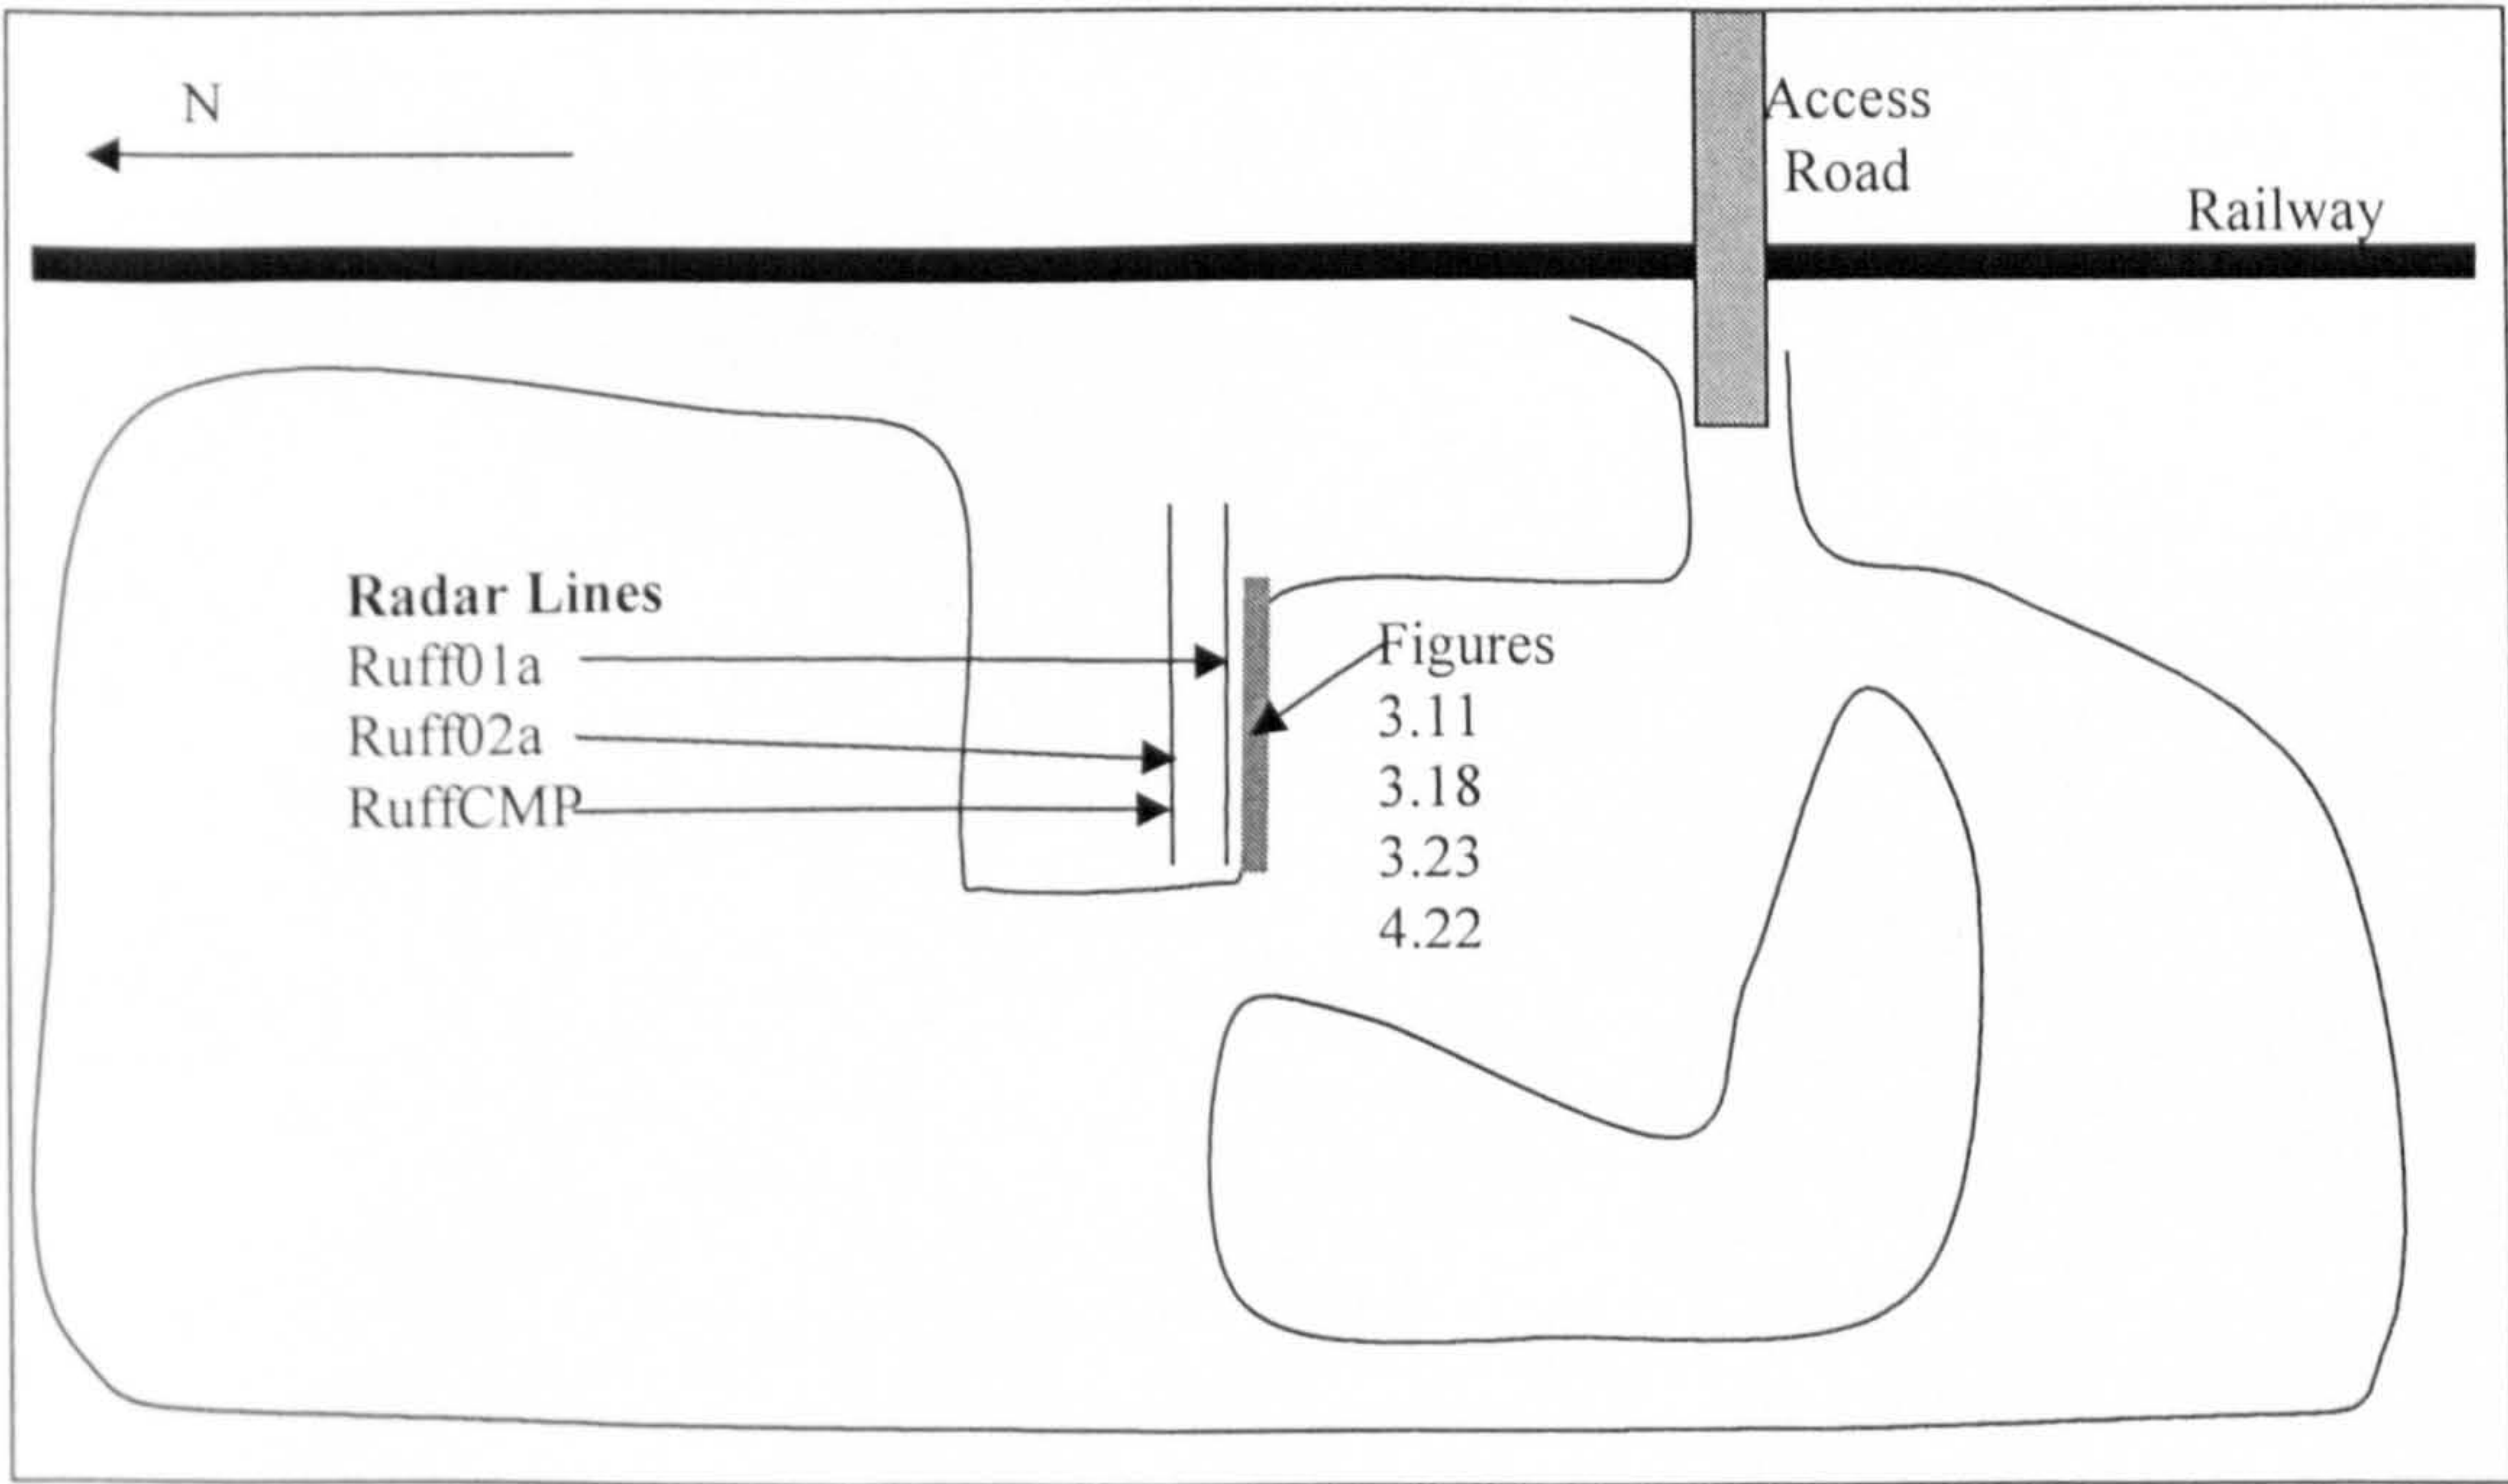 N
Access
Road
Railway
Radar Lines
Ruff01a
Ruff02a
RuffCMP
Figures
3.11
3.18
3.23
4.22